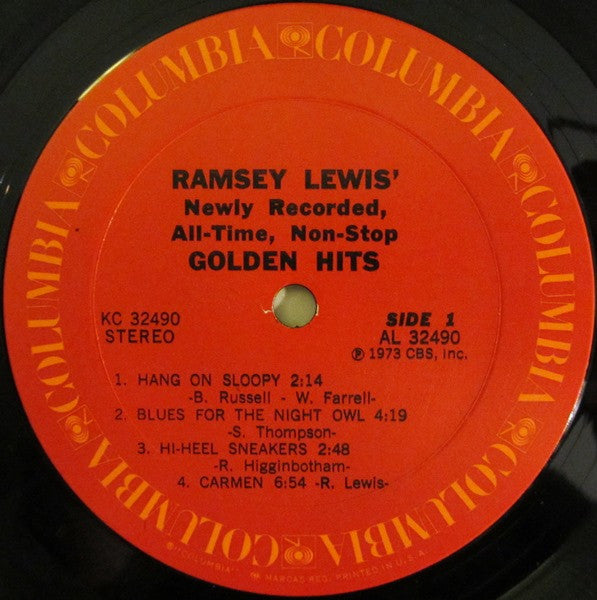 COLUMBIA COLUMBIA COLUMBIA COLUMBIA COLUMBIA COLUMBIA
RAMSEY LEWIS'
Newly Recorded,
All-Time, Non-Stop
GOLDEN HITS
KC 32490
STEREO
SIDE 1
AL 32490
Ⓟ 1973 CBS, Inc.
1. HANG ON SLOOPY 2:14
-B. Russell - W. Farrell-
2. BLUES FOR THE NIGHT OWL 4:19
-S. Thompson-
3. HI-HEEL SNEAKERS 2:48
-R. Higginbotham-
4. CARMEN 6:54 -R. Lewis-
"COLUMBIA", MARCAS REG. PRINTED IN U.S.A.